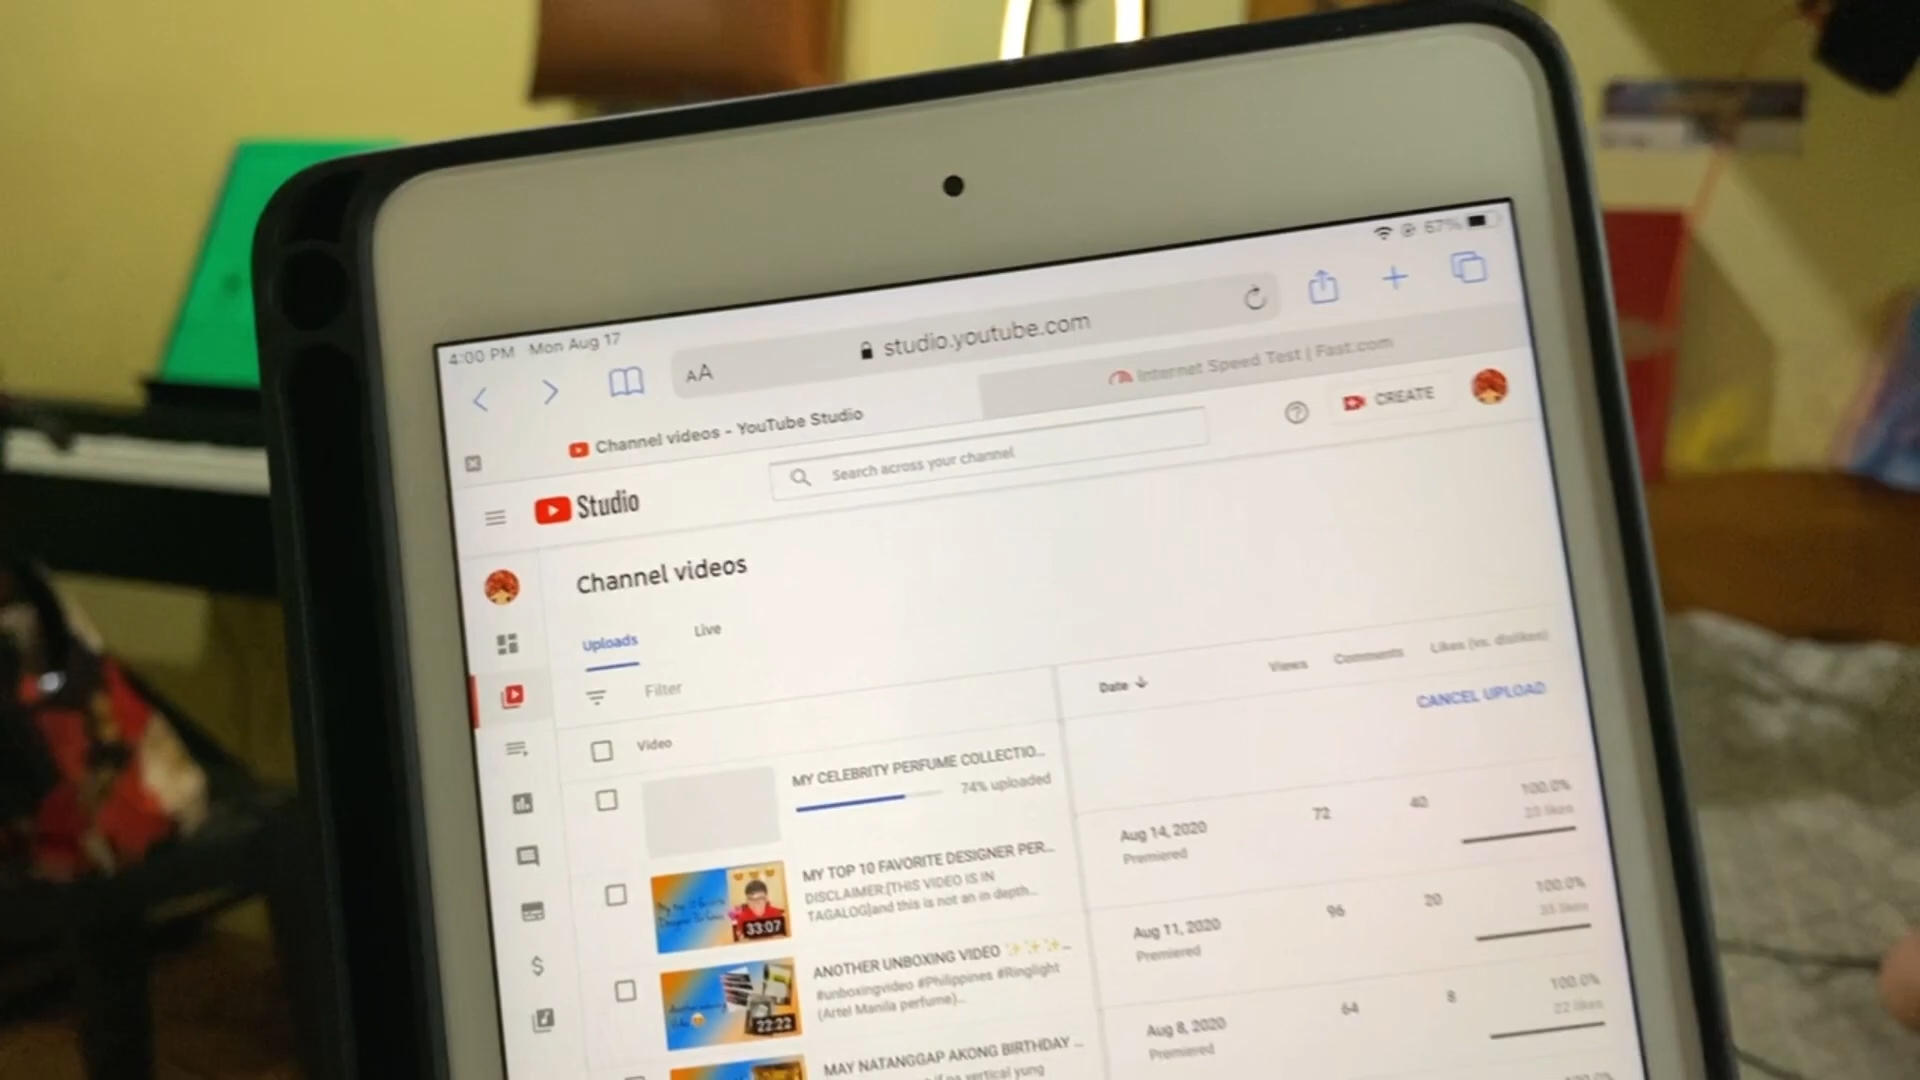 4:00 PM Mon Aug 17
67%
AA
studio.youtube.com
Channel videos - YouTube Studio
Internet Speed Test | Fast.com
Studio
Search across your channel
CREATE
Channel videos
Uploads
Live
Filter
Video
Date
Views
Comments
Likes (vs. dislikes)
MY CELEBRITY PERFUME COLLECTIO...
74% uploaded
CANCEL UPLOAD
33:07
MY TOP 10 FAVORITE DESIGNER PER...
DISCLAIMER:[THIS VIDEO IS IN
TAGALOG]and this is not an in depth...
Aug 14, 2020
Premiered
72
40
100.0%
22:22
ANOTHER UNBOXING VIDEO ✨✨✨...
#unboxingvideo #Philippines #Ringlight
(Artel Manila perfume)...
Aug 11, 2020
Premiered
96
20
100.0%
MAY NATANGGAP AKONG BIRTHDAY ...
vertical yung
Aug 8, 2020
Premiered
64
8
100.0%
22 likes
100.0%